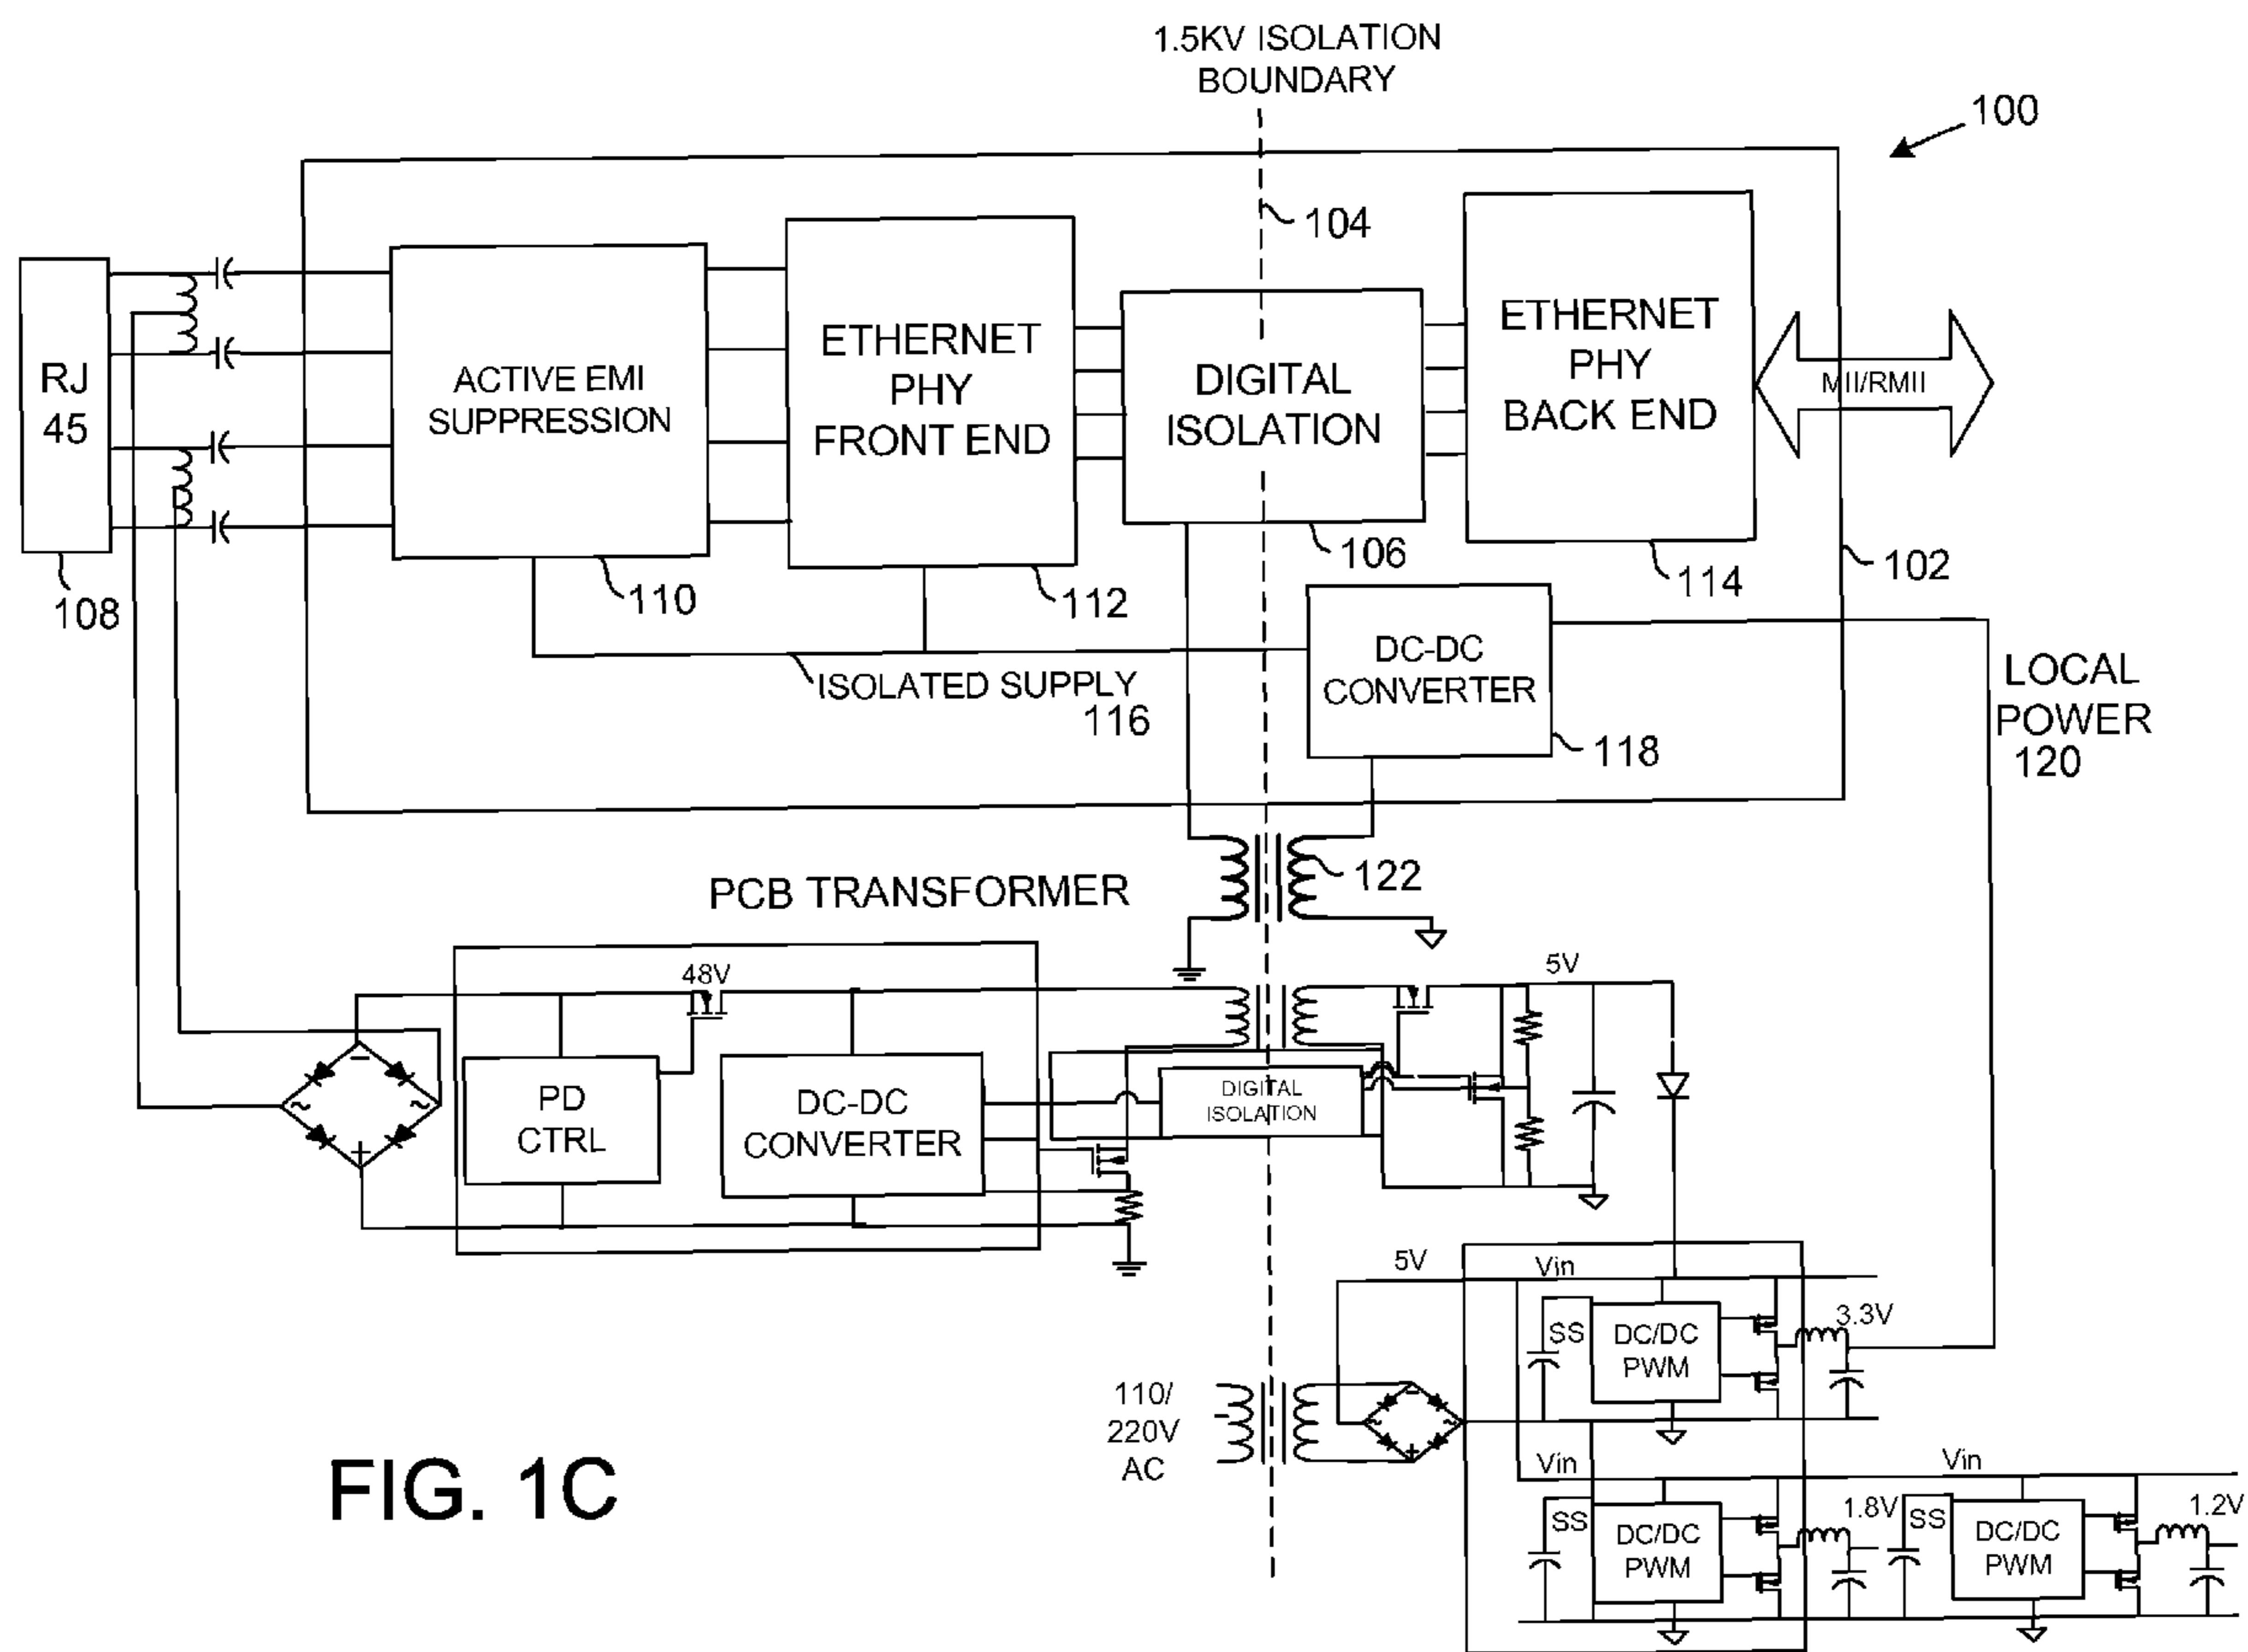 1.5KV ISOLATION
BOUNDARY
100
104
RJ
45
ACTIVE EMI
SUPPRESSION
ETHERNET
PHY
FRONT END
DIGITAL
ISOLATION
ETHERNET
PHY
BACK END
MII/RMII
108
110
112
106
114
102
ISOLATED SUPPLY
116
DC-DC
CONVERTER
118
LOCAL
POWER
120
PCB TRANSFORMER
122
48V
5V
PD
CTRL
DC-DC
CONVERTER
DIGITAL
ISOLATION
5V
Vin
SS
DC/DC
PWM
3.3V
110/
220V
AC
Vin
Vin
SS
DC/DC
PWM
1.8V
SS
DC/DC
PWM
1.2V
FIG. 1C